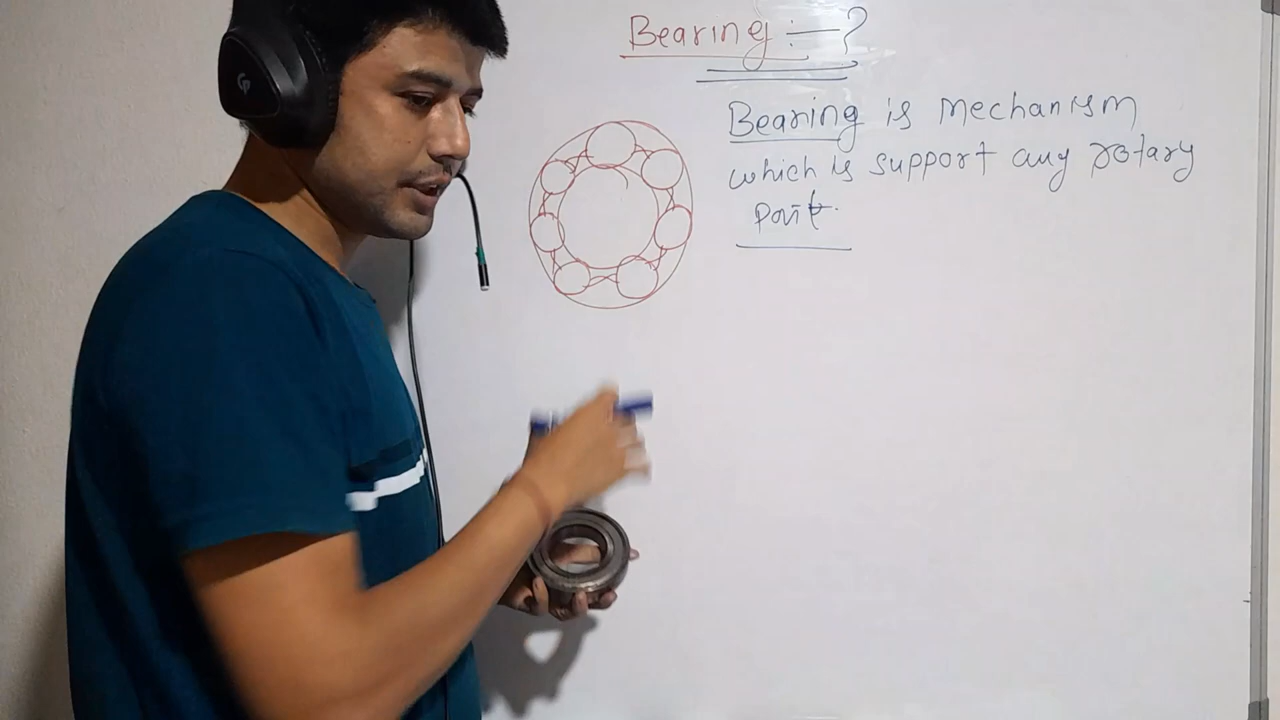 Bearing :— ?
Bearing is Mechanism
which is support any rotary
Part.